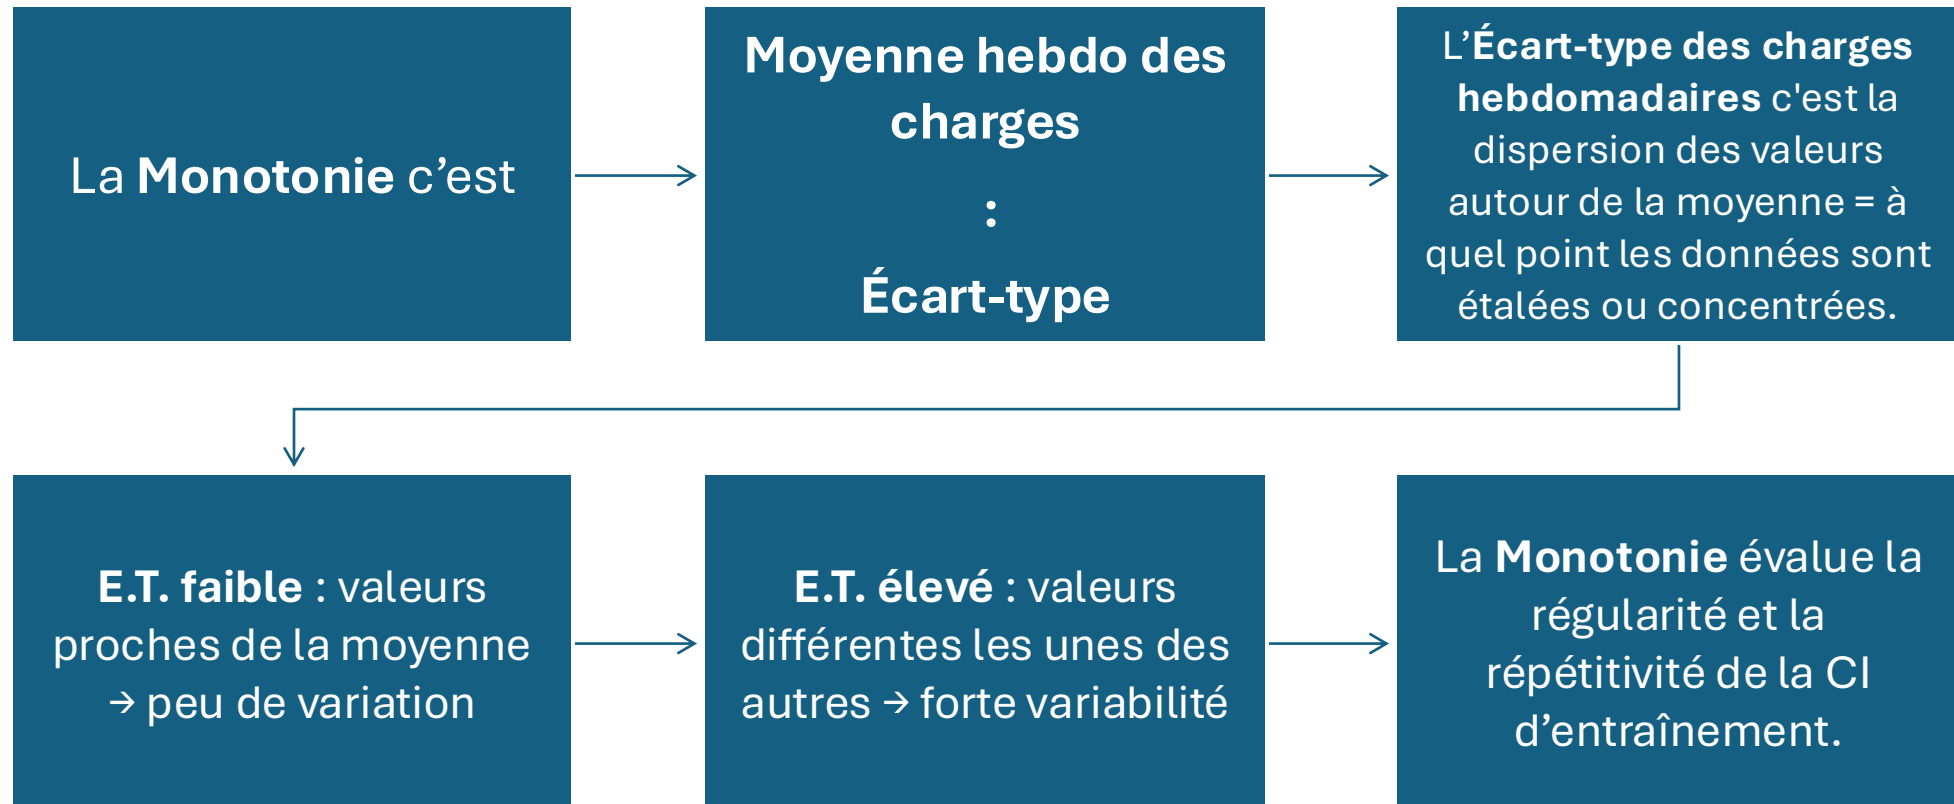 La Monotonie c’est
Moyenne hebdo des
charges
:
Écart-type
L’Écart-type des charges
hebdomadaires c'est la
dispersion des valeurs
autour de la moyenne = à
quel point les données sont
étalées ou concentrées.
E.T. faible : valeurs
proches de la moyenne
→ peu de variation
E.T. élevé : valeurs
différentes les unes des
autres → forte variabilité
La Monotonie évalue la
régularité et la
répétitivité de la CI
d’entraînement.